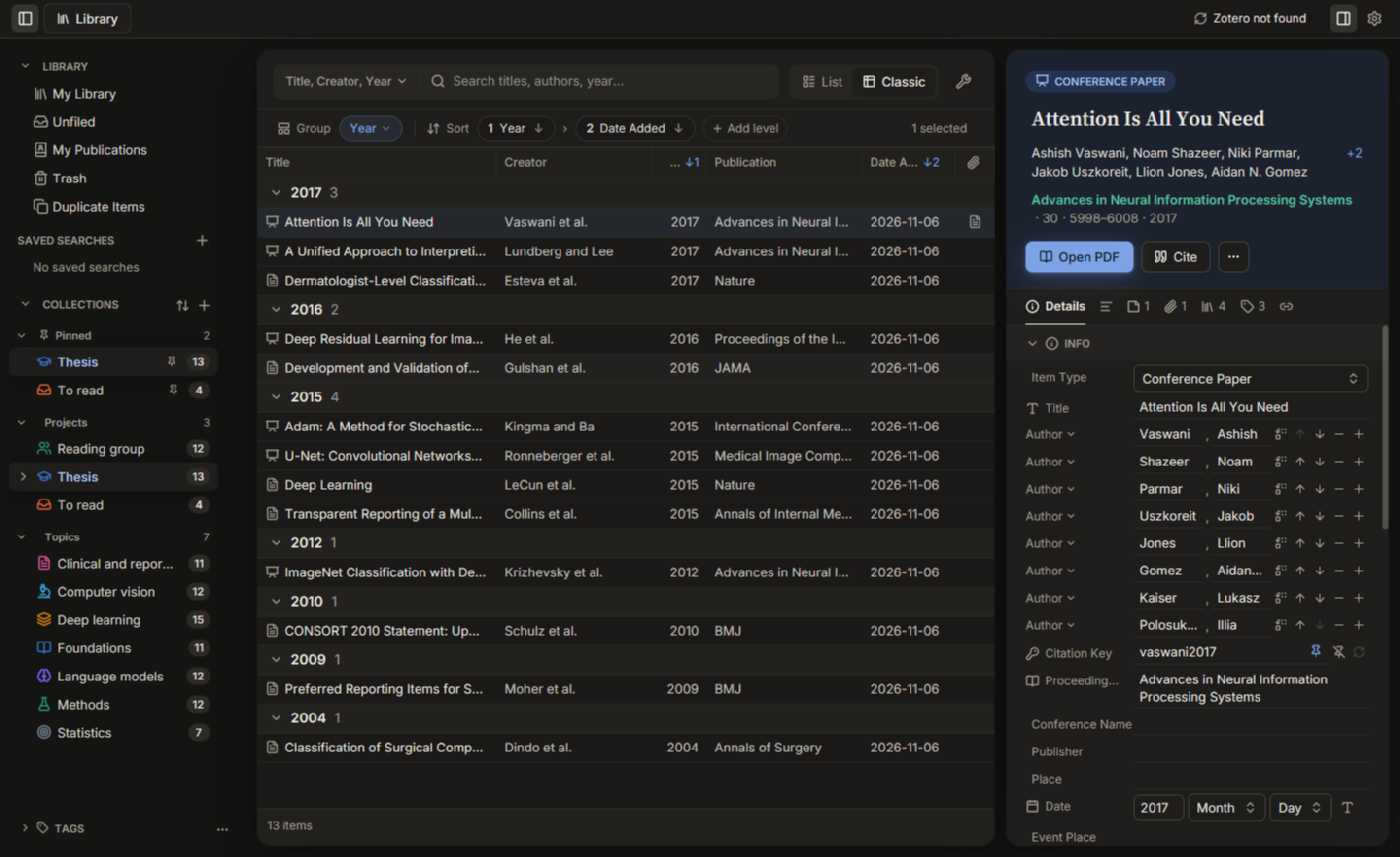 Library
Zotero not found
LIBRARY
My Library
Unfiled
My Publications
Trash
Duplicate Items
SAVED SEARCHES
No saved searches
COLLECTIONS
Pinned 2
Thesis 13
To read 4
Projects 3
Reading group 12
Thesis 13
To read 4
Topics 7
Clinical and repor... 11
Computer vision 12
Deep learning 15
Foundations 11
Language models 12
Methods 12
Statistics 7
TAGS
Title, Creator, Year
Search titles, authors, year...
List
Classic
Group Year Sort 1 Year 2 Date Added + Add level 1 selected
Title Creator ... 1 Publication Date A... 2
2017 3
Attention Is All You Need Vaswani et al. 2017 Advances in Neural I... 2026-11-06
A Unified Approach to Interpreti... Lundberg and Lee 2017 Advances in Neural I... 2026-11-06
Dermatologist-Level Classificati... Esteva et al. 2017 Nature 2026-11-06
2016 2
Deep Residual Learning for Ima... He et al. 2016 Proceedings of the I... 2026-11-06
Development and Validation of... Gulshan et al. 2016 JAMA 2026-11-06
2015 4
Adam: A Method for Stochastic... Kingma and Ba 2015 International Confere... 2026-11-06
U-Net: Convolutional Networks... Ronneberger et al. 2015 Medical Image Comp... 2026-11-06
Deep Learning LeCun et al. 2015 Nature 2026-11-06
Transparent Reporting of a Mul... Collins et al. 2015 Annals of Internal Me... 2026-11-06
2012 1
ImageNet Classification with De... Krizhevsky et al. 2012 Advances in Neural I... 2026-11-06
2010 1
CONSORT 2010 Statement: Up... Schulz et al. 2010 BMJ 2026-11-06
2009 1
Preferred Reporting Items for S... Moher et al. 2009 BMJ 2026-11-06
2004 1
Classification of Surgical Comp... Dindo et al. 2004 Annals of Surgery 2026-11-06
13 items
CONFERENCE PAPER
Attention Is All You Need
Ashish Vaswani, Noam Shazeer, Niki Parmar, +2
Jakob Uszkoreit, Llion Jones, Aidan N. Gomez
Advances in Neural Information Processing Systems
· 30 · 5998–6008 · 2017
Open PDF
Cite
Details 1 1 4 3
INFO
Item Type Conference Paper
Title Attention Is All You Need
Author Vaswani , Ashish
Author Shazeer , Noam
Author Parmar , Niki
Author Uszkoreit , Jakob
Author Jones , Llion
Author Gomez , Aidan...
Author Kaiser , Lukasz
Author Polosuk... , Illia
Citation Key vaswani2017
Proceeding... Advances in Neural Information
Processing Systems
Conference Name
Publisher
Place
Date 2017 Month Day
Event Place